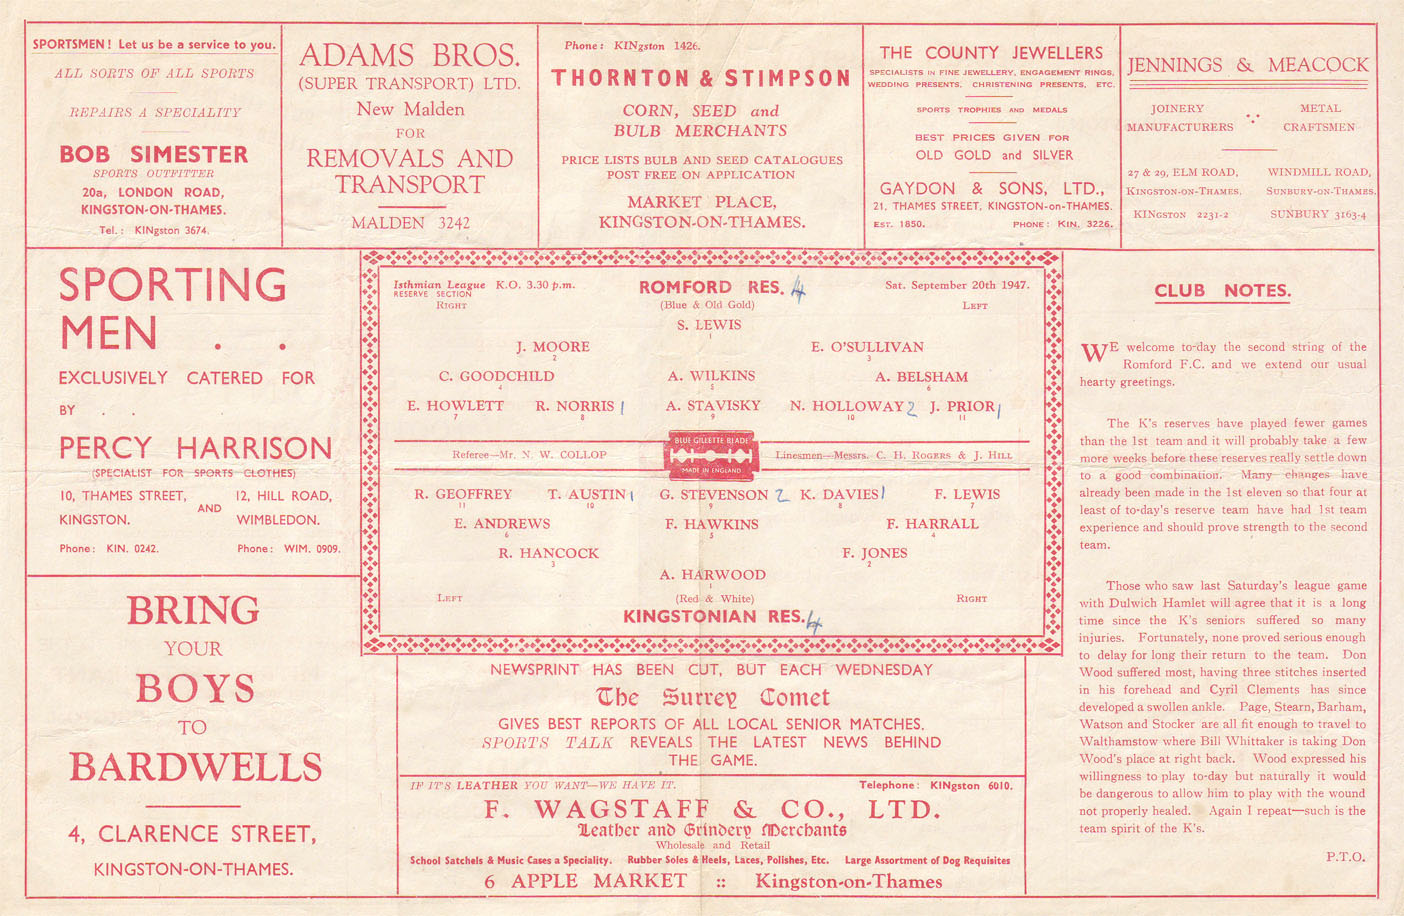 SPORTSMEN! Let us be a service to you.
ALL SORTS OF ALL SPORTS
REPAIRS A SPECIALITY
BOB SIMESTER
SPORTS OUTFITTER
20a, LONDON ROAD,
KINGSTON-ON-THAMES.
Tel.: KINgston 3674.
ADAMS BROS.
(SUPER TRANSPORT) LTD.
New Malden
FOR
REMOVALS AND
TRANSPORT
MALDEN 3242
Phone: KINgston 1426.
THORNTON & STIMPSON
CORN, SEED and
BULB MERCHANTS
PRICE LISTS BULB AND SEED CATALOGUES
POST FREE ON APPLICATION
MARKET PLACE,
KINGSTON-ON-THAMES.
THE COUNTY JEWELLERS
SPECIALISTS IN FINE JEWELLERY, ENGAGEMENT RINGS,
WEDDING PRESENTS, CHRISTENING PRESENTS, ETC.
SPORTS TROPHIES AND MEDALS
BEST PRICES GIVEN FOR
OLD GOLD and SILVER
GAYDON & SONS, LTD.,
21, THAMES STREET, KINGSTON-on-THAMES.
EST. 1850. PHONE: KIN. 3226.
JENNINGS & MEACOCK
JOINERY METAL
MANUFACTURERS CRAFTSMEN
27 & 29, ELM ROAD, WINDMILL ROAD,
KINGSTON-ON-THAMES. SUNBURY-ON-THAMES.
KINGSTON 2231-2 SUNBURY 3163-4
SPORTING
MEN . .
EXCLUSIVELY CATERED FOR
BY . .
PERCY HARRISON
(SPECIALIST FOR SPORTS CLOTHES)
10, THAMES STREET, 12, HILL ROAD,
AND
KINGSTON. WIMBLEDON.
Phone: KIN. 0242. Phone: WIM. 0909.
BRING
YOUR
BOYS
TO
BARDWELLS
4, CLARENCE STREET,
KINGSTON-ON-THAMES.
Isthmian League K.O. 3.30 p.m. ROMFORD RES. 4 Sat. September 20th 1947.
RESERVE SECTION
RIGHT (Blue & Old Gold) LEFT
S. LEWIS
1
J. MOORE E. O'SULLIVAN
2 3
C. GOODCHILD A. WILKINS A. BELSHAM
4 5 6
E. HOWLETT R. NORRIS 1 A. STAVISKY N. HOLLOWAY 2 J. PRIOR 1
7 8 9 10 11
BLUE GILLETTE BLADE
Referee—Mr. N. W. COLLOP Linesmen—Messrs. C. H. ROGERS & J. HILL
MADE IN ENGLAND
R. GEOFFREY T. AUSTIN 1 G. STEVENSON 2 K. DAVIES 1 F. LEWIS
11 10 9 8 7
E. ANDREWS F. HAWKINS F. HARRALL
6 5 4
R. HANCOCK F. JONES
3 2
A. HARWOOD
1
LEFT (Red & White) RIGHT
KINGSTONIAN RES. 4
NEWSPRINT HAS BEEN CUT, BUT EACH WEDNESDAY
The Surrey Comet
GIVES BEST REPORTS OF ALL LOCAL SENIOR MATCHES.
SPORTS TALK REVEALS THE LATEST NEWS BEHIND
THE GAME.
IF IT'S LEATHER YOU WANT—WE HAVE IT. Telephone: KINgston 6010.
F. WAGSTAFF & CO., LTD.
Leather and Grindery Merchants
Wholesale and Retail
School Satchels & Music Cases a Speciality. Rubber Soles & Heels, Laces, Polishes, Etc. Large Assortment of Dog Requisites
6 APPLE MARKET :: Kingston-on-Thames
CLUB NOTES.
WE welcome to-day the second string of the
Romford F.C. and we extend our usual
hearty greetings.
The K's reserves have played fewer games
than the 1st team and it will probably take a few
more weeks before these reserves really settle down
to a good combination. Many changes have
already been made in the 1st eleven so that four at
least of to-day's reserve team have had 1st team
experience and should prove strength to the second
team.
Those who saw last Saturday's league game
with Dulwich Hamlet will agree that it is a long
time since the K's seniors suffered so many
injuries. Fortunately, none proved serious enough
to delay for long their return to the team. Don
Wood suffered most, having three stitches inserted
in his forehead and Cyril Clements has since
developed a swollen ankle. Page, Stearn, Barham,
Watson and Stocker are all fit enough to travel to
Walthamstow where Bill Whittaker is taking Don
Wood's place at right back. Wood expressed his
willingness to play to-day but naturally it would
be dangerous to allow him to play with the wound
not properly healed. Again I repeat—such is the
team spirit of the K's.
P.T.O.